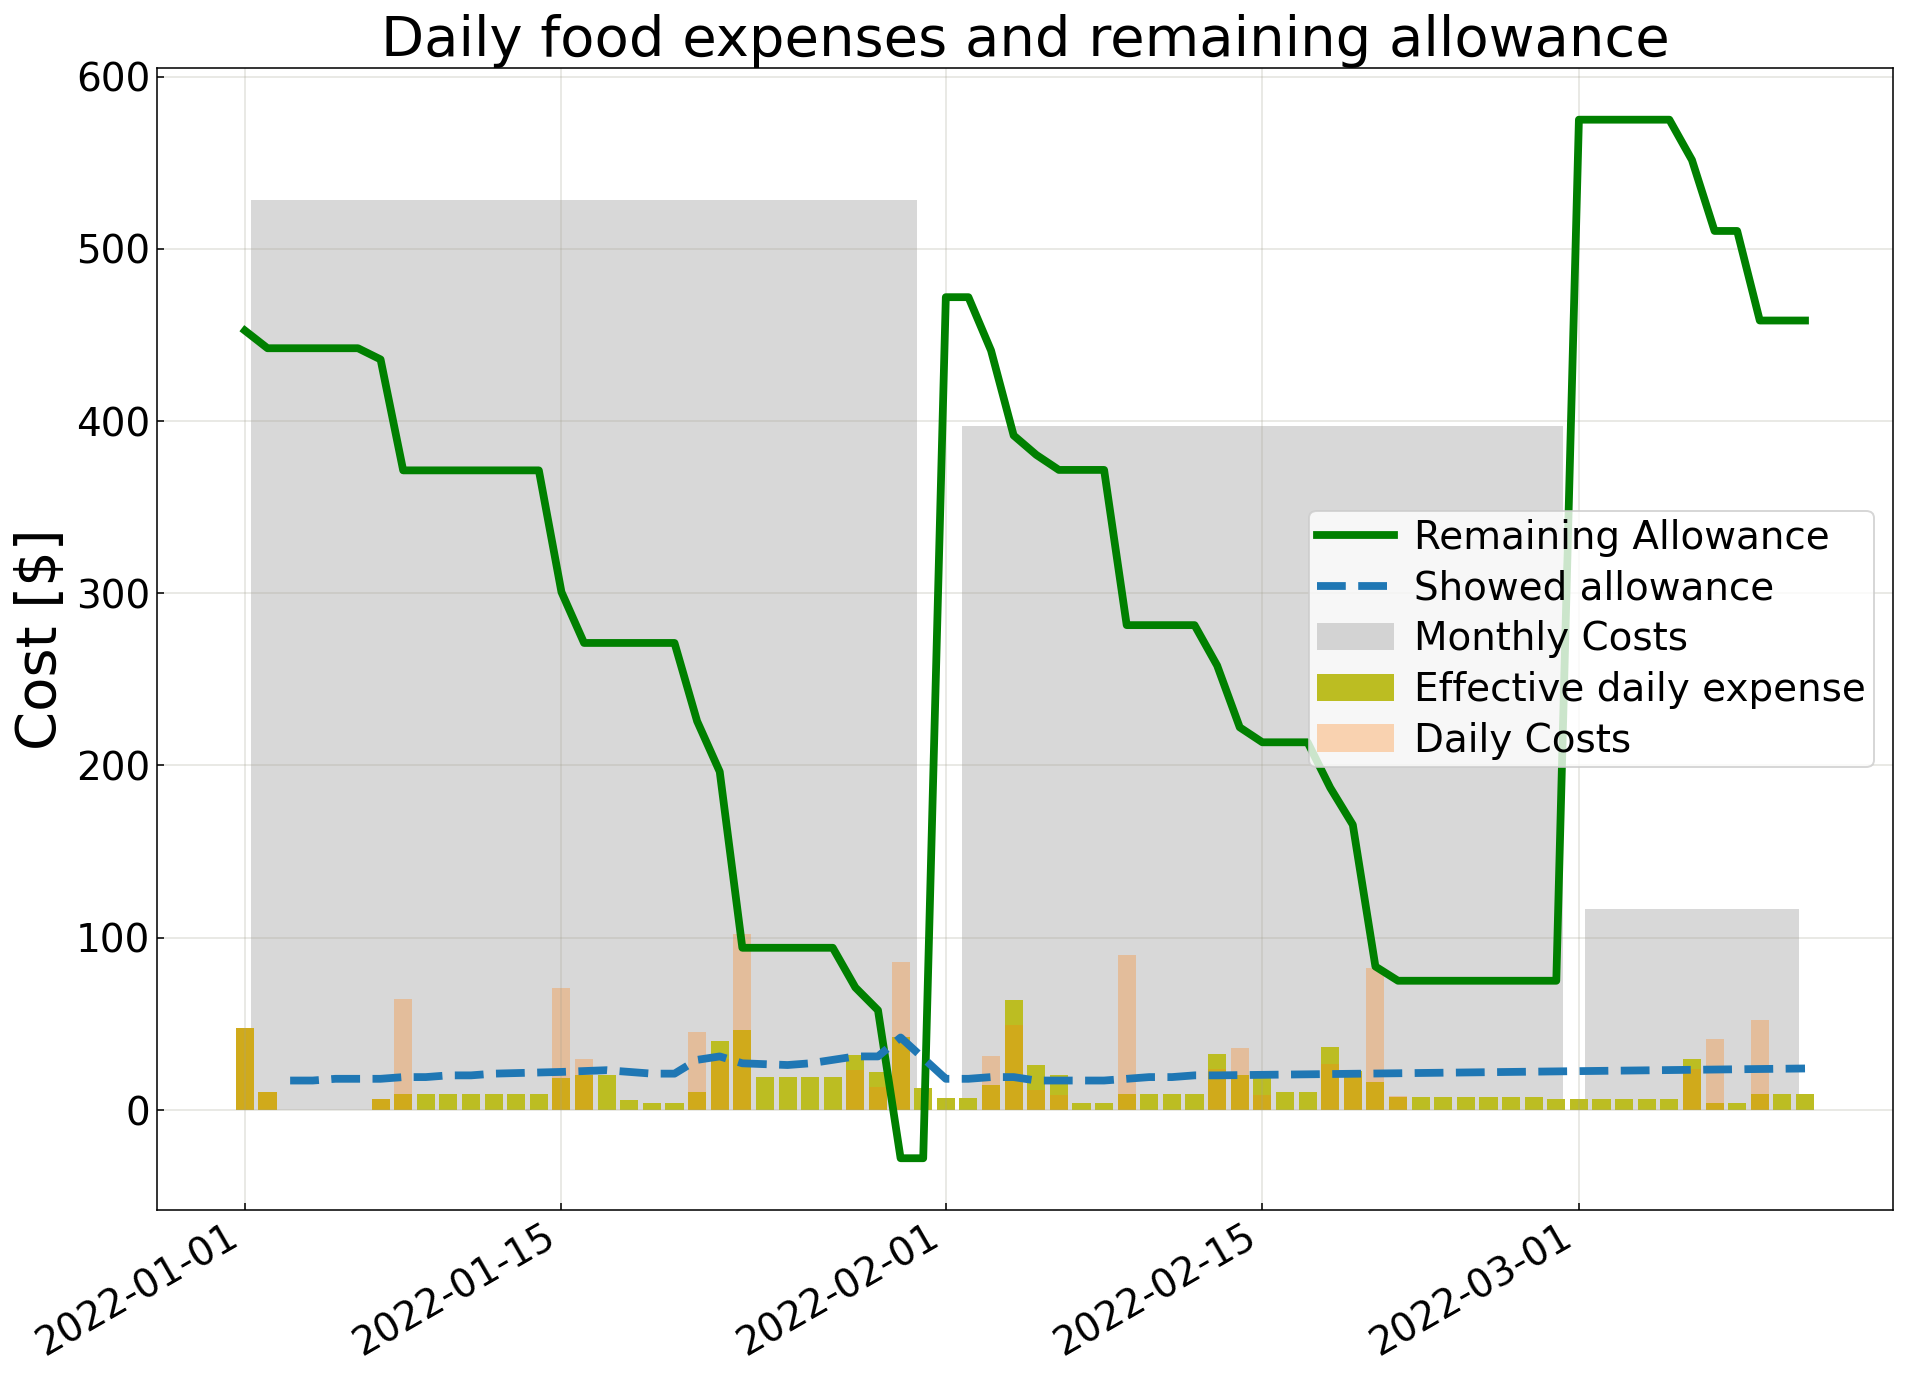 Daily food expenses and remaining allowance
Cost [$]
600
500
400
300
200
100
0
Remaining Allowance
Showed allowance
Monthly Costs
Effective daily expense
Daily Costs
2022-01-01
2022-01-15
2022-02-01
2022-02-15
2022-03-01